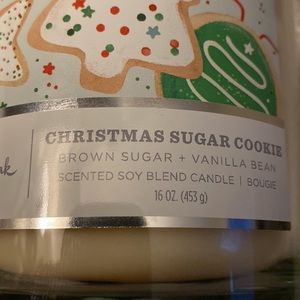 CHRISTMAS SUGAR COOKIE
BROWN SUGAR + VANILLA BEAN
SCENTED SOY BLEND CANDLE | BOUGIE
16 OZ. (453 g)